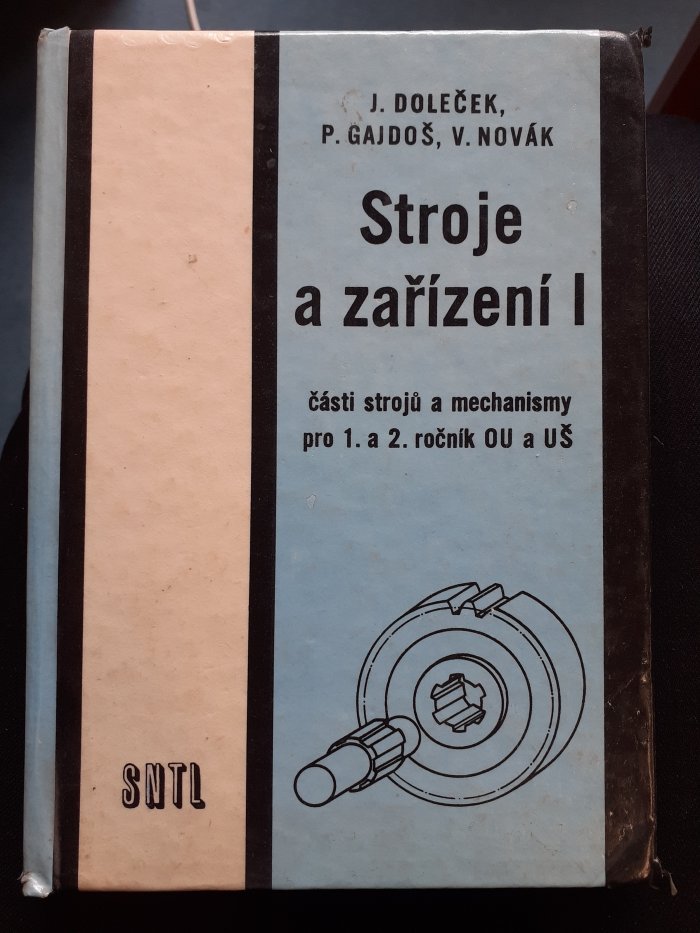 J. DOLEČEK,
P. GAJDOŠ, V. NOVÁK
Stroje
a zařízení I
části strojů a mechanismy
pro 1. a 2. ročník OU a UŠ
SNTL